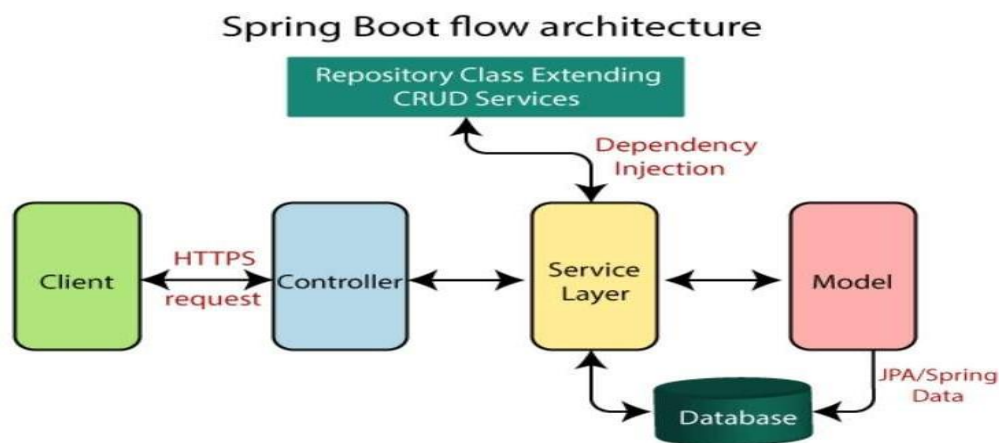 Spring Boot flow architecture
Repository Class Extending
CRUD Services
Dependency
Injection
Client
HTTPS
request
Controller
Service
Layer
Model
JPA/Spring
Data
Database